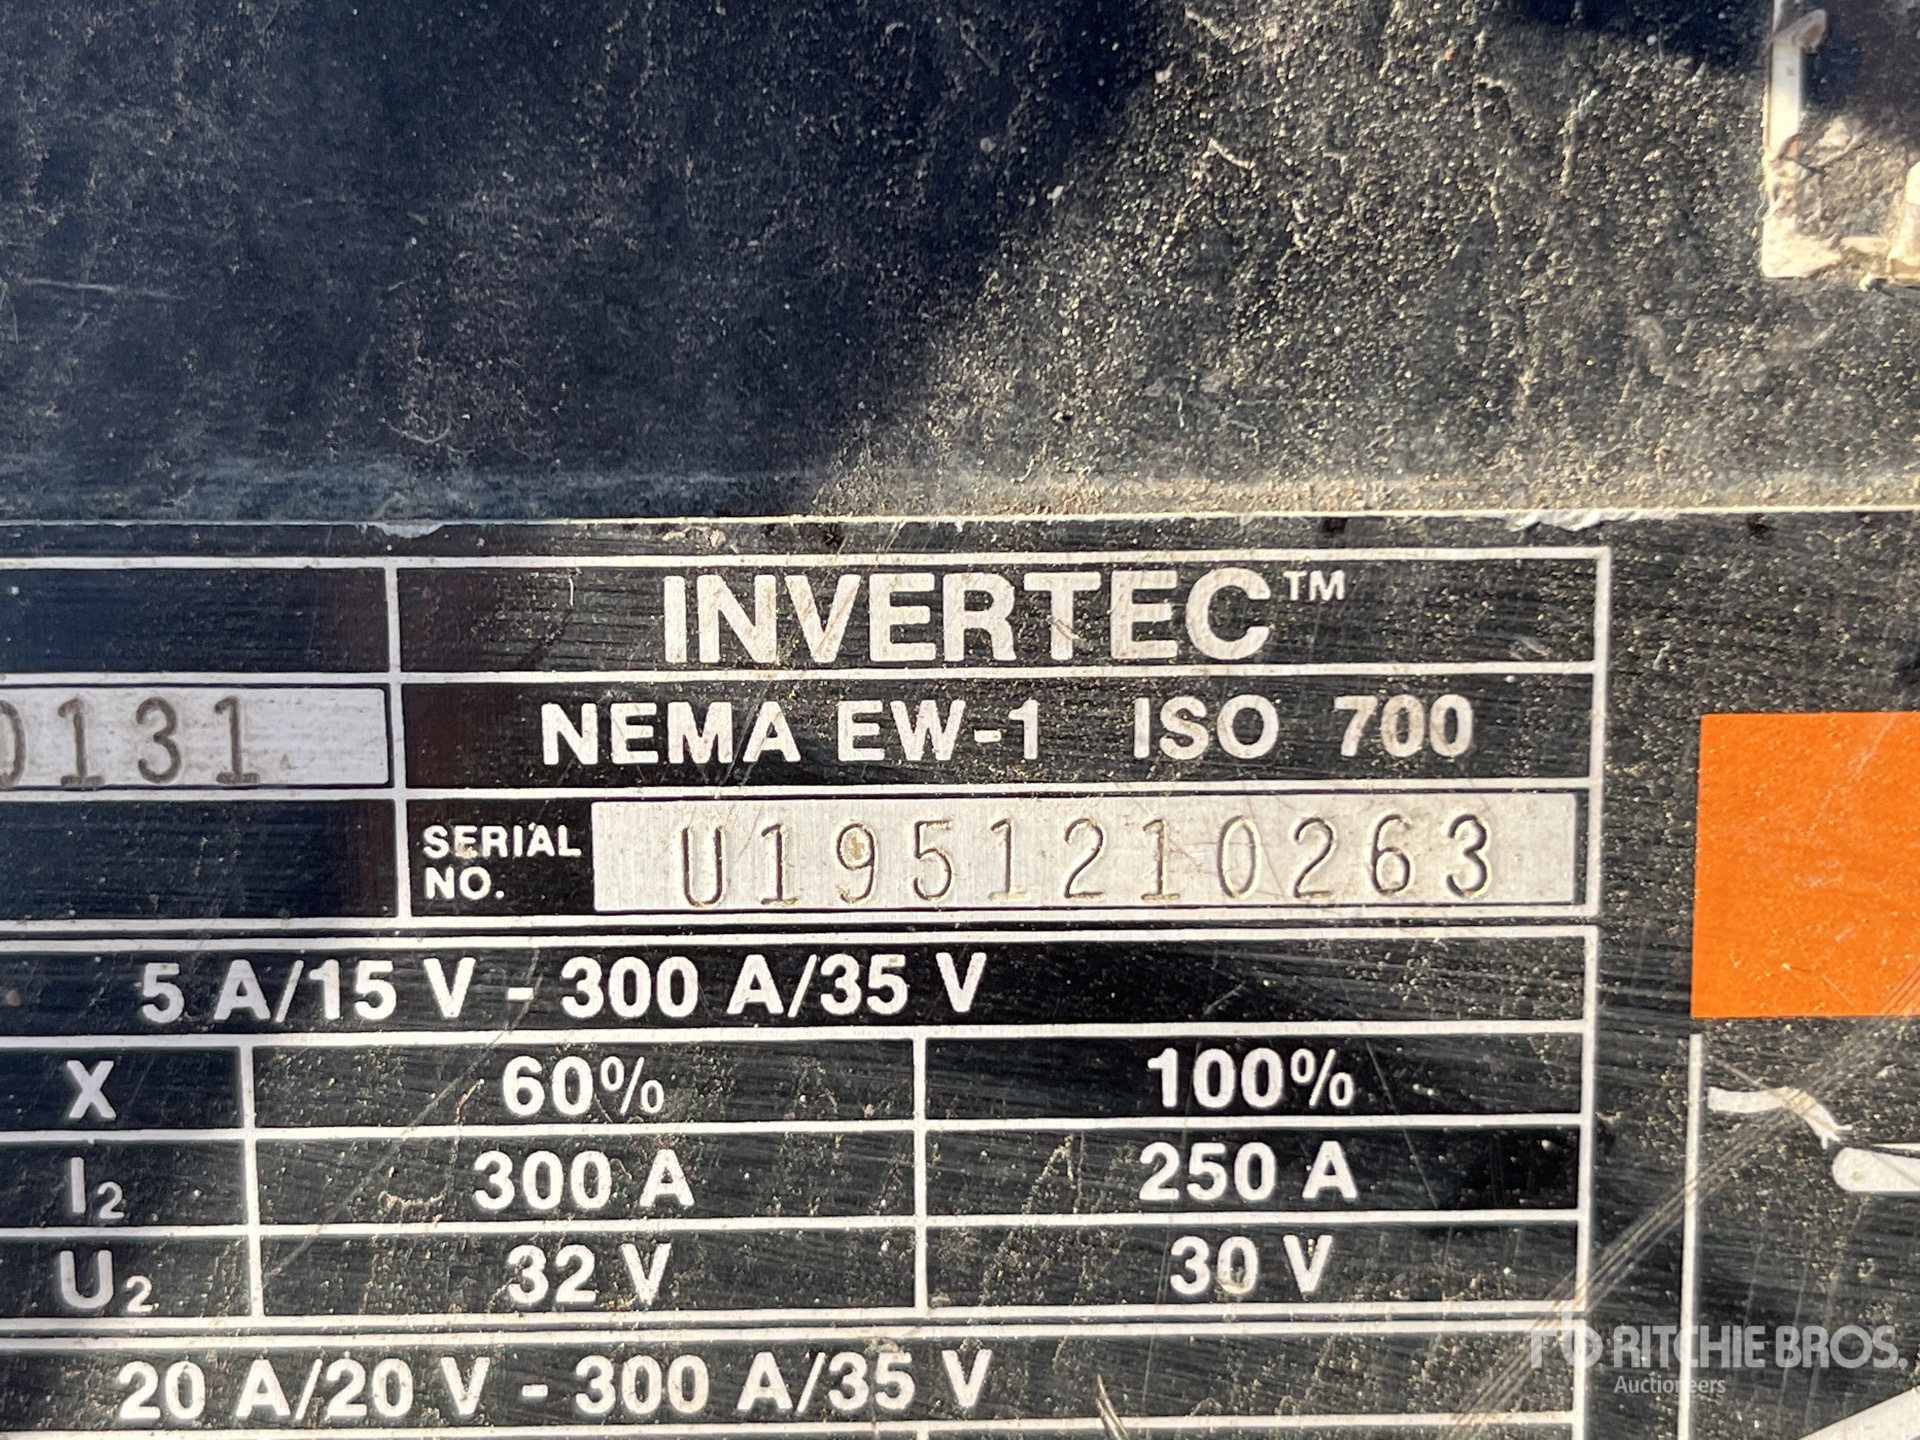 INVERTEC™
0131
NEMA EW-1 ISO 700
SERIAL NO.
U1951210263
5 A/15 V - 300 A/35 V
X 60% 100%
I2 300 A 250 A
U2 32 V 30 V
20 A/20 V - 300 A/35 V
RITCHIE BROS.
Auctioneers